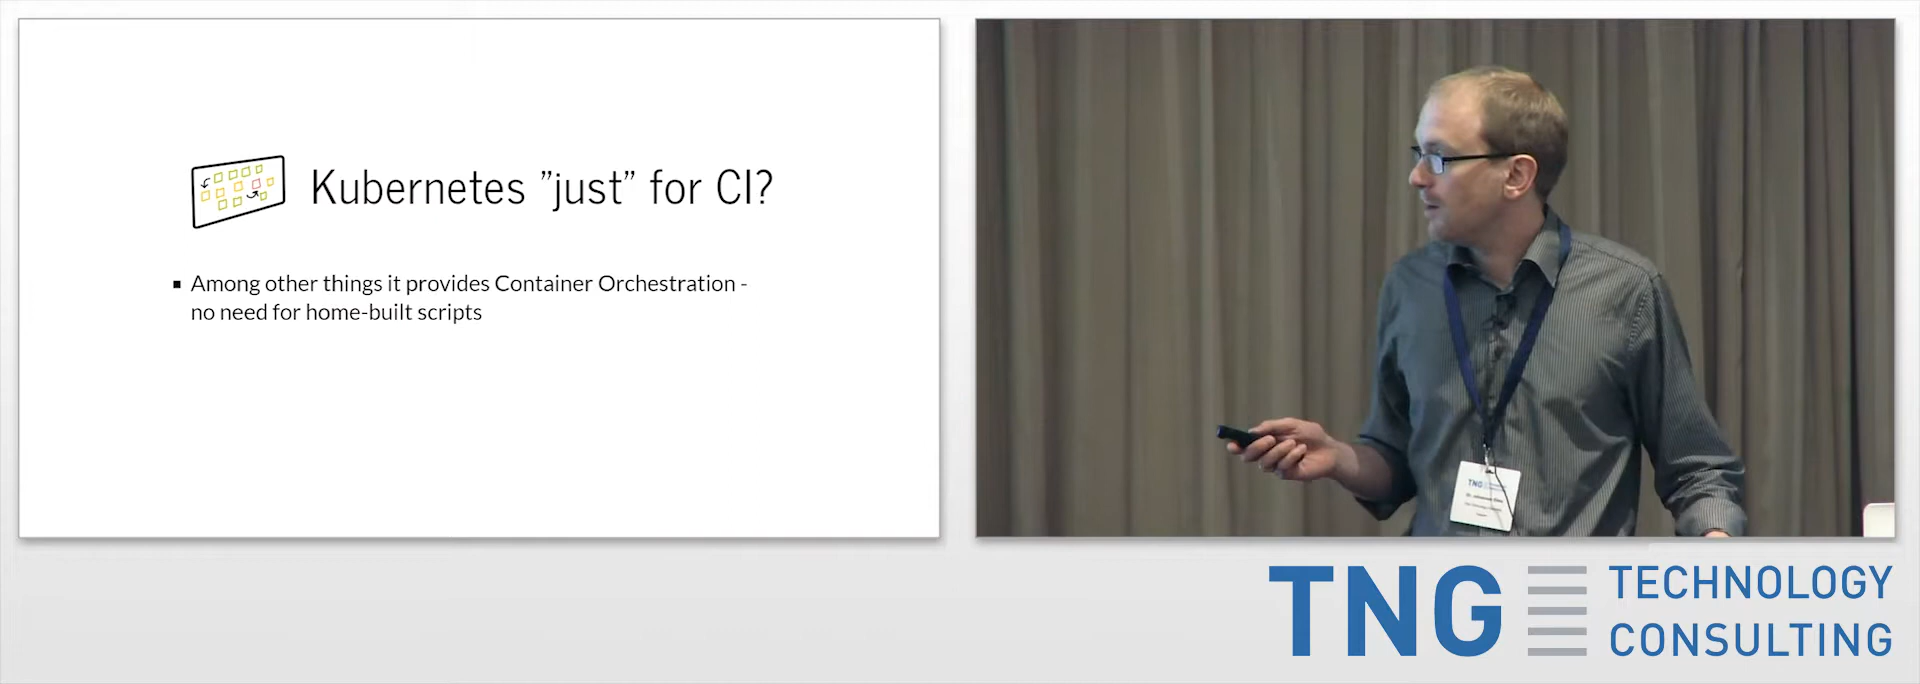 Kubernetes ”just” for CI?
Among other things it provides Container Orchestration -
no need for home-built scripts
TNG
TNG TECHNOLOGY
CONSULTING